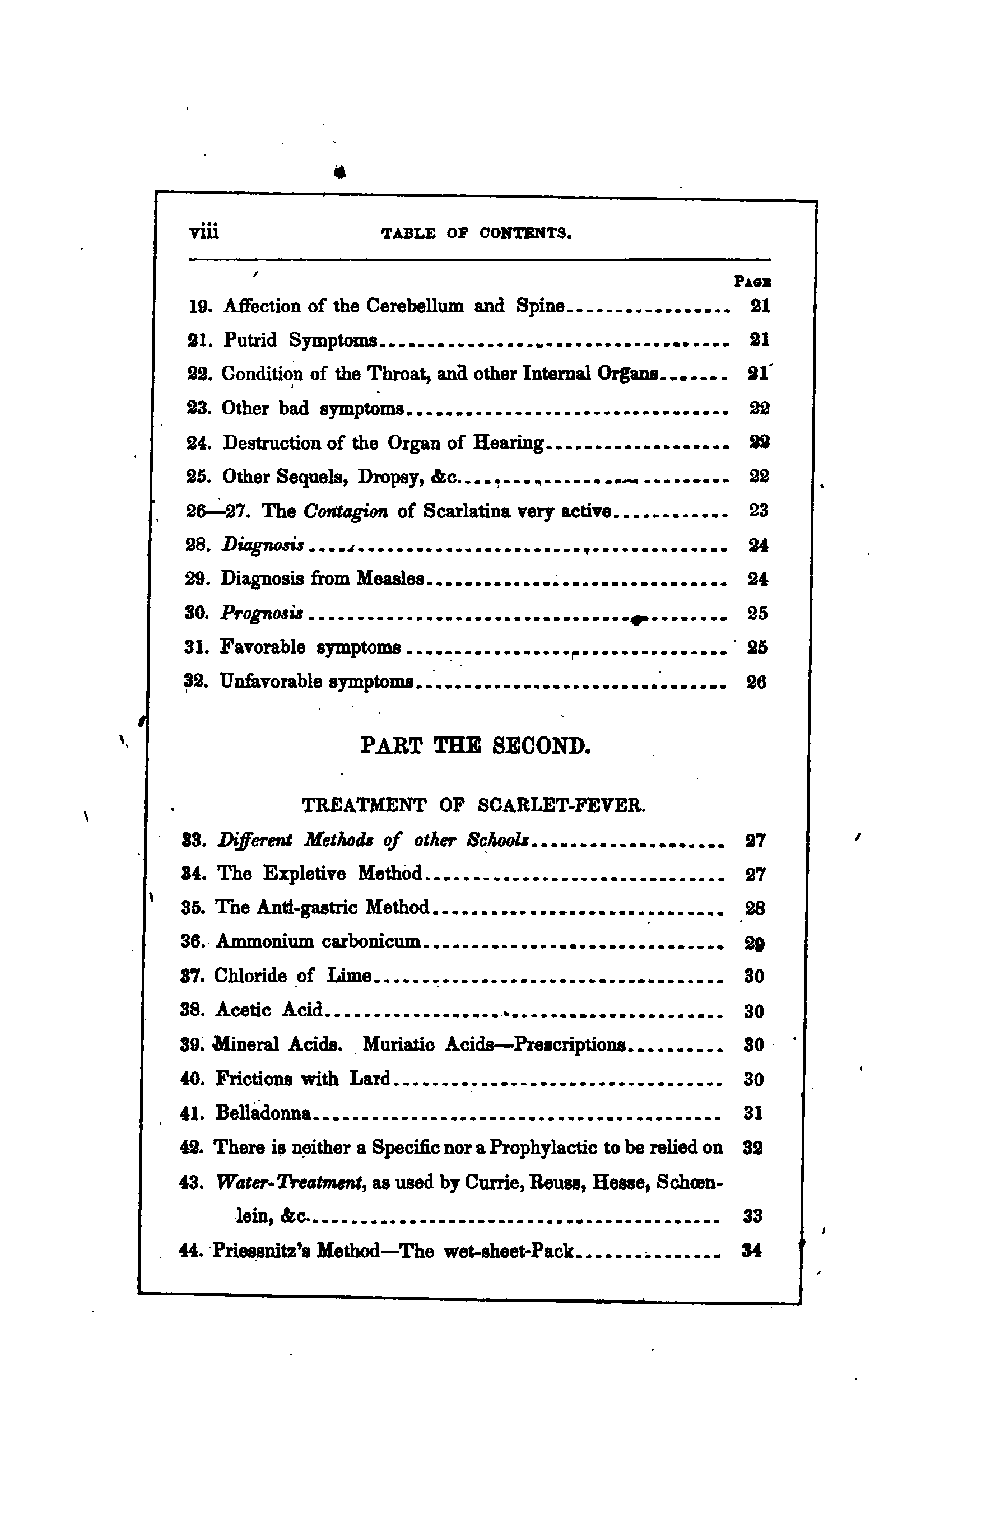 viii TABLE OF CONTENTS.
PAGE
19. Affection of the Cerebellum and Spine 21
21. Putrid Symptoms 21
22. Condition of the Throat, and other Internal Organs 21
23. Other bad symptoms 22
24. Destruction of the Organ of Hearing 22
25. Other Sequels, Dropsy, &c. 22
26—27. The Contagion of Scarlatina very active 23
28. Diagnosis 24
29. Diagnosis from Measles 24
30. Prognosis 25
31. Favorable symptoms 25
32. Unfavorable symptoms 26
PART THE SECOND.
TREATMENT OF SCARLET-FEVER.
33. Different Methods of other Schools 27
34. The Expletive Method 27
35. The Anti-gastric Method 28
36. Ammonium carbonicum 29
37. Chloride of Lime 30
38. Acetic Acid 30
39. Mineral Acids. Muriatic Acids—Prescriptions 30
40. Frictions with Lard 30
41. Belladonna 31
42. There is neither a Specific nor a Prophylactic to be relied on 32
43. Water-Treatment, as used by Currie, Reuss, Hesse, Schœn-
lein, &c. 33
44. Priessnitz's Method—The wet-sheet-Pack 34